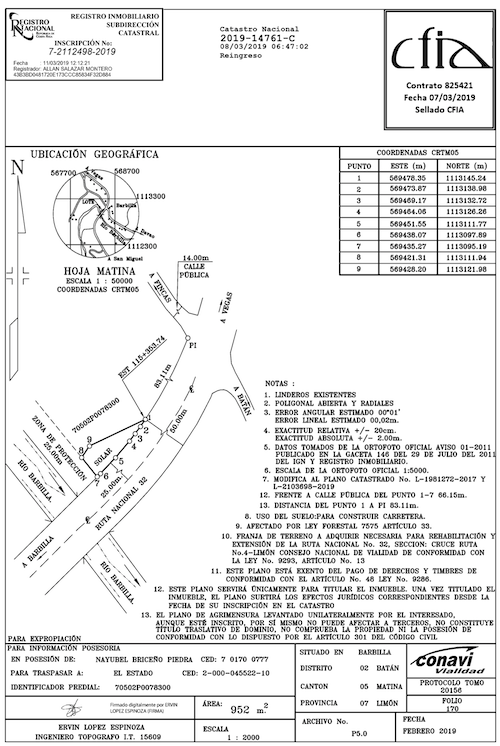 REGISTRO NACIONAL
REGISTRO INMOBILIARIO
SUBDIRECCIÓN
CATASTRAL
INSCRIPCIÓN No:
7-2112498-2019
Fecha 11/03/2019 12:12:21
Registrador: ALLAN SALAZAR MONTERO
43B3BD0481720E173CCC85834F32D884
Catastro Nacional
2019-14761-C
08/03/2019 06:47:02
Reingreso
cfia
Contrato 825421
Fecha 07/03/2019
Sellado CFIA
UBICACIÓN GEOGRÁFICA
N
567700
568700
1113300
1112300
A Vegas
LOTE
Barbilla
Río Barbilla
A Batán
A San Miguel
HOJA MATINA
ESCALA 1 : 50000
COORDENADAS CRTM05
COORDENADAS CRTM05
PUNTO ESTE (m) NORTE (m)
1 569478.35 1113145.24
2 569473.87 1113138.98
3 569469.17 1113132.72
4 569464.06 1113126.26
5 569451.55 1113111.77
6 569438.07 1113097.89
7 569435.27 1113095.19
8 569421.31 1113111.94
9 569428.20 1113121.98
14.00m
CALLE
PÚBLICA
A FINCAS
A VEGAS
PI
EST 115+353.74
83.11m
A BATÁN
50.00m
70502P0078300
ZONA DE PROTECCIÓN
25.00m
SOLAR
25.00m
RÍO BARBILLA
RUTA NACIONAL 32
A BARBILLA
RÍO BARBILLA
1
2
3
4
5
6
7
8
9
NOTAS :
1. LINDEROS EXISTENTES
2. POLIGONAL ABIERTA Y RADIALES
3. ERROR ANGULAR ESTIMADO 00°01'
ERROR LINEAL ESTIMADO 00,02m.
4. EXACTITUD RELATIVA +/- 20cm.
EXACTITUD ABSOLUTA +/- 2.00m.
5. DATOS TOMADOS DE LA ORTOFOTO OFICIAL AVISO 01-2011
PUBLICADO EN LA GACETA 146 DEL 29 DE JULIO DEL 2011
DEL IGN Y REGISTRO INMOBILIARIO.
6. ESCALA DE LA ORTOFOTO OFICIAL 1:5000.
7. MODIFICA AL PLANO CATASTRADO No. L-1981272-2017 Y
L-2103698-2019
12. FRENTE A CALLE PÚBLICA DEL PUNTO 1-7 66.15m.
13. DISTANCIA DEL PUNTO 1 A PI 83.11m.
8. USO DEL SUELO:PARA CONSTRUIR CARRETERA.
9. AFECTADO POR LEY FORESTAL 7575 ARTÍCULO 33.
10. FRANJA DE TERRENO A ADQUIRIR NECESARIA PARA REHABILITACIÓN Y
EXTENSIÓN DE LA RUTA NACIONAL No. 32, SECCION: CRUCE RUTA
No.4-LIMÓN CONSEJO NACIONAL DE VIALIDAD DE CONFORMIDAD CON
LA LEY No. 9293, ARTÍCULO No. 13
11. ESTE PLANO ESTÁ EXENTO DEL PAGO DE DERECHOS Y TIMBRES DE
CONFORMIDAD CON EL ARTÍCULO No. 48 LEY No. 9286.
12. ESTE PLANO SERVIRÁ ÚNICAMENTE PARA TITULAR EL INMUEBLE. UNA VEZ TITULADO EL
INMUEBLE, EL PLANO SURTIRÁ LOS EFECTOS JURÍDICOS CORRESPONDIENTES DESDE LA
FECHA DE SU INSCRIPCIÓN EN EL CATASTRO
13. EL PLANO DE AGRIMENSURA LEVANTADO UNILATERALMENTE POR EL INTERESADO,
AUNQUE ESTÉ INSCRITO, POR SÍ MISMO NO PUEDE AFECTAR A TERCEROS, NO CONSTITUYE
TÍTULO TRASLATIVO DE DOMINIO, NO COMPRUEBA LA PROPIEDAD NI LA POSESIÓN DE
CONFORMIDAD CON LO DISPUESTO POR EL ARTÍCULO 301 DEL CÓDIGO CIVIL
PARA EXPROPIACIÓN
PARA INFORMACIÓN POSESORIA
EN POSESIÓN DE: NAYUBEL BRICEÑO PIEDRA CED: 7 0170 0777
PARA TRASPASAR A: EL ESTADO CED: 2-000-045522-10
IDENTIFICADOR PREDIAL: 70502P0078300
SITUADO EN BARBILLA
DISTRITO 02 BATÁN
CANTON 05 MATINA
PROVINCIA 07 LIMÓN
conavi
Vialidad
PROTOCOLO TOMO
20156
FOLIO
170
Firmado digitalmente por ERVIN
LOPEZ ESPINOZA (FIRMA)
ERVIN LOPEZ ESPINOZA
INGENIERO TOPOGRAFO I.T. 15609
ÁREA: 952 m²
ESCALA
1 : 2000
ARCHIVO No.
P5.0
FECHA
FEBRERO 2019